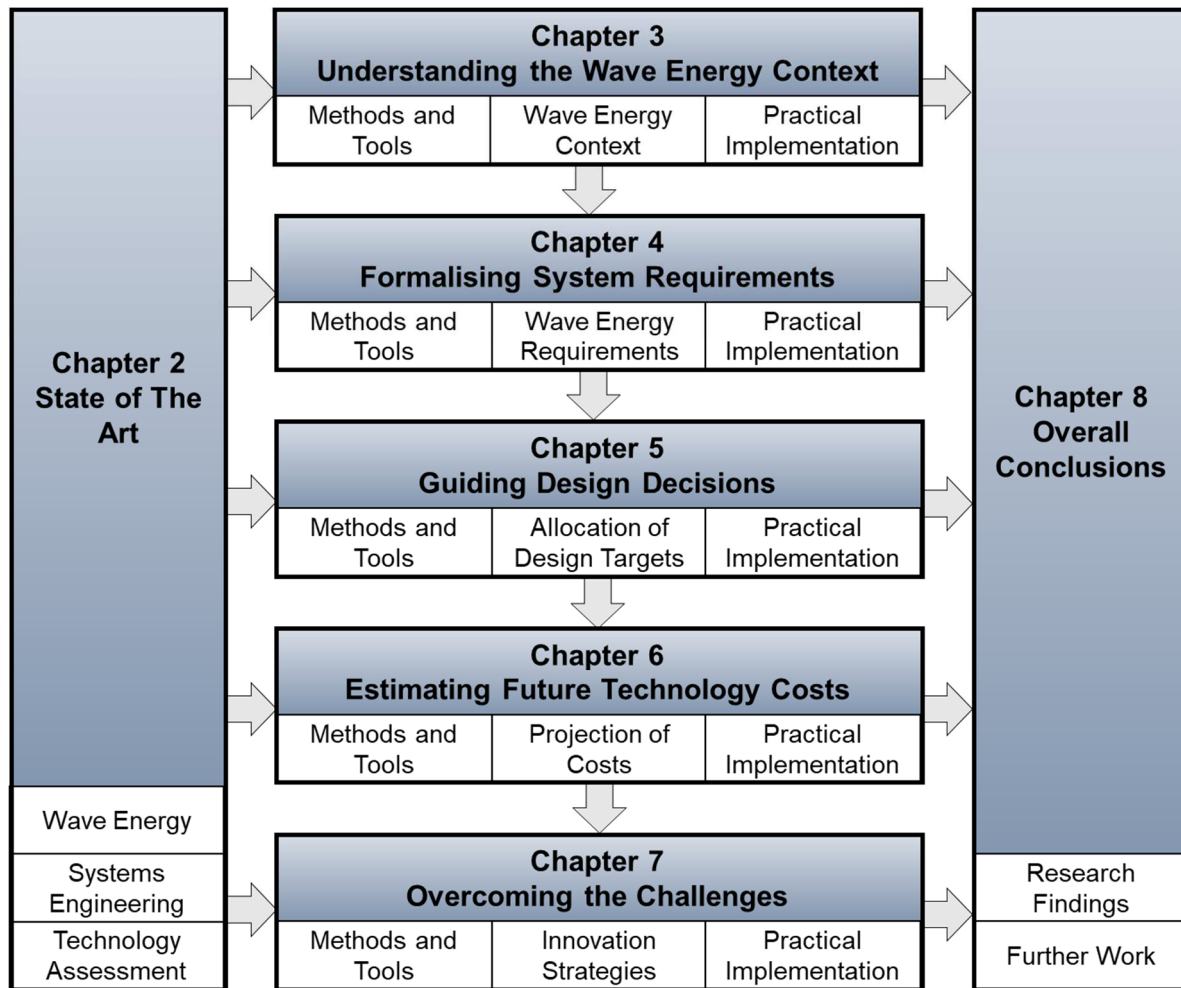 Chapter 2
State of The
Art
Wave Energy
Systems
Engineering
Technology
Assessment
Chapter 3
Understanding the Wave Energy Context
Methods and
Tools
Wave Energy
Context
Practical
Implementation
Chapter 4
Formalising System Requirements
Methods and
Tools
Wave Energy
Requirements
Practical
Implementation
Chapter 5
Guiding Design Decisions
Methods and
Tools
Allocation of
Design Targets
Practical
Implementation
Chapter 6
Estimating Future Technology Costs
Methods and
Tools
Projection of
Costs
Practical
Implementation
Chapter 7
Overcoming the Challenges
Methods and
Tools
Innovation
Strategies
Practical
Implementation
Chapter 8
Overall
Conclusions
Research
Findings
Further Work